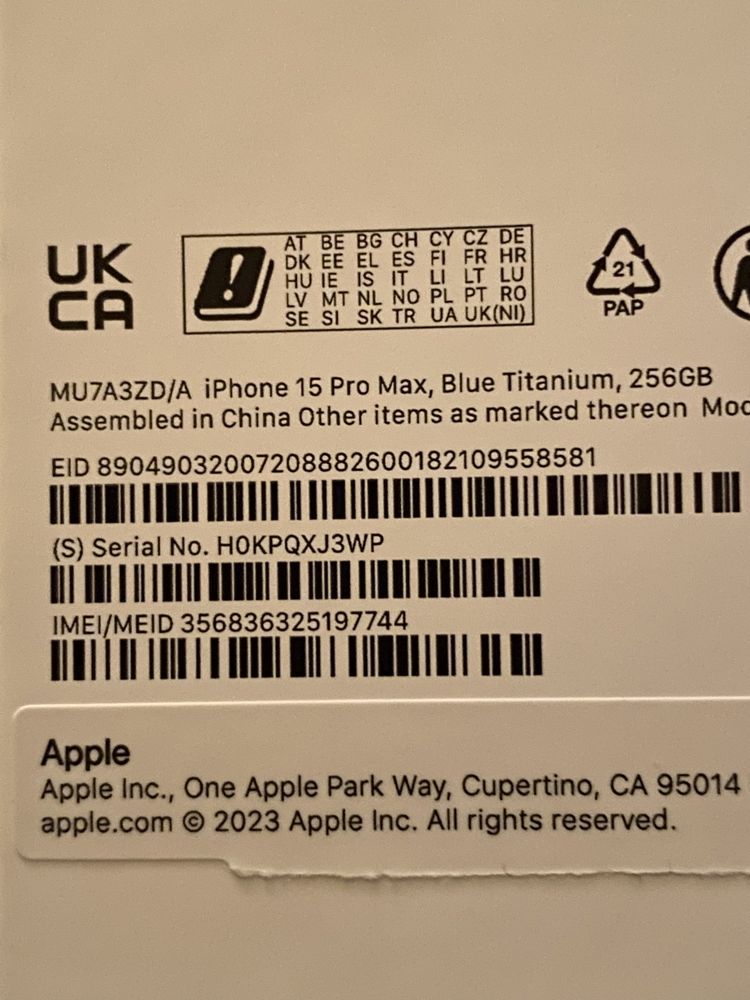 UK
CA
AT BE BG CH CY CZ DE
DK EE EL ES FI FR HR
HU IE IS IT LI LT LU
LV MT NL NO PL PT RO
SE SI SK TR UA UK(NI)
21
PAP
MU7A3ZD/A iPhone 15 Pro Max, Blue Titanium, 256GB
Assembled in China Other items as marked thereon
EID 89049032007208882600182109558581
(S) Serial No. H0KPQXJ3WP
IMEI/MEID 356836325197744
Apple
Apple Inc., One Apple Park Way, Cupertino, CA 95014
apple.com © 2023 Apple Inc. All rights reserved.